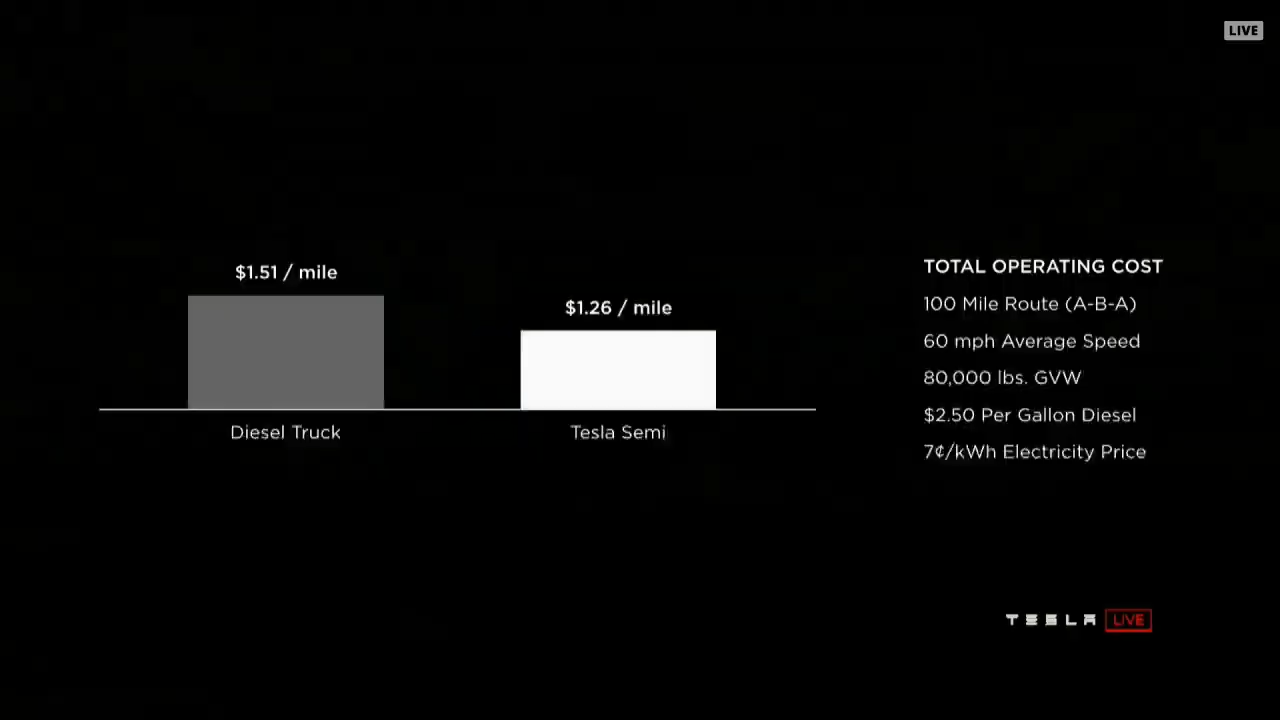 LIVE
$1.51 / mile
$1.26 / mile
Diesel Truck
Tesla Semi
TOTAL OPERATING COST
100 Mile Route (A-B-A)
60 mph Average Speed
80,000 lbs. GVW
$2.50 Per Gallon Diesel
7¢/kWh Electricity Price
TESLA LIVE